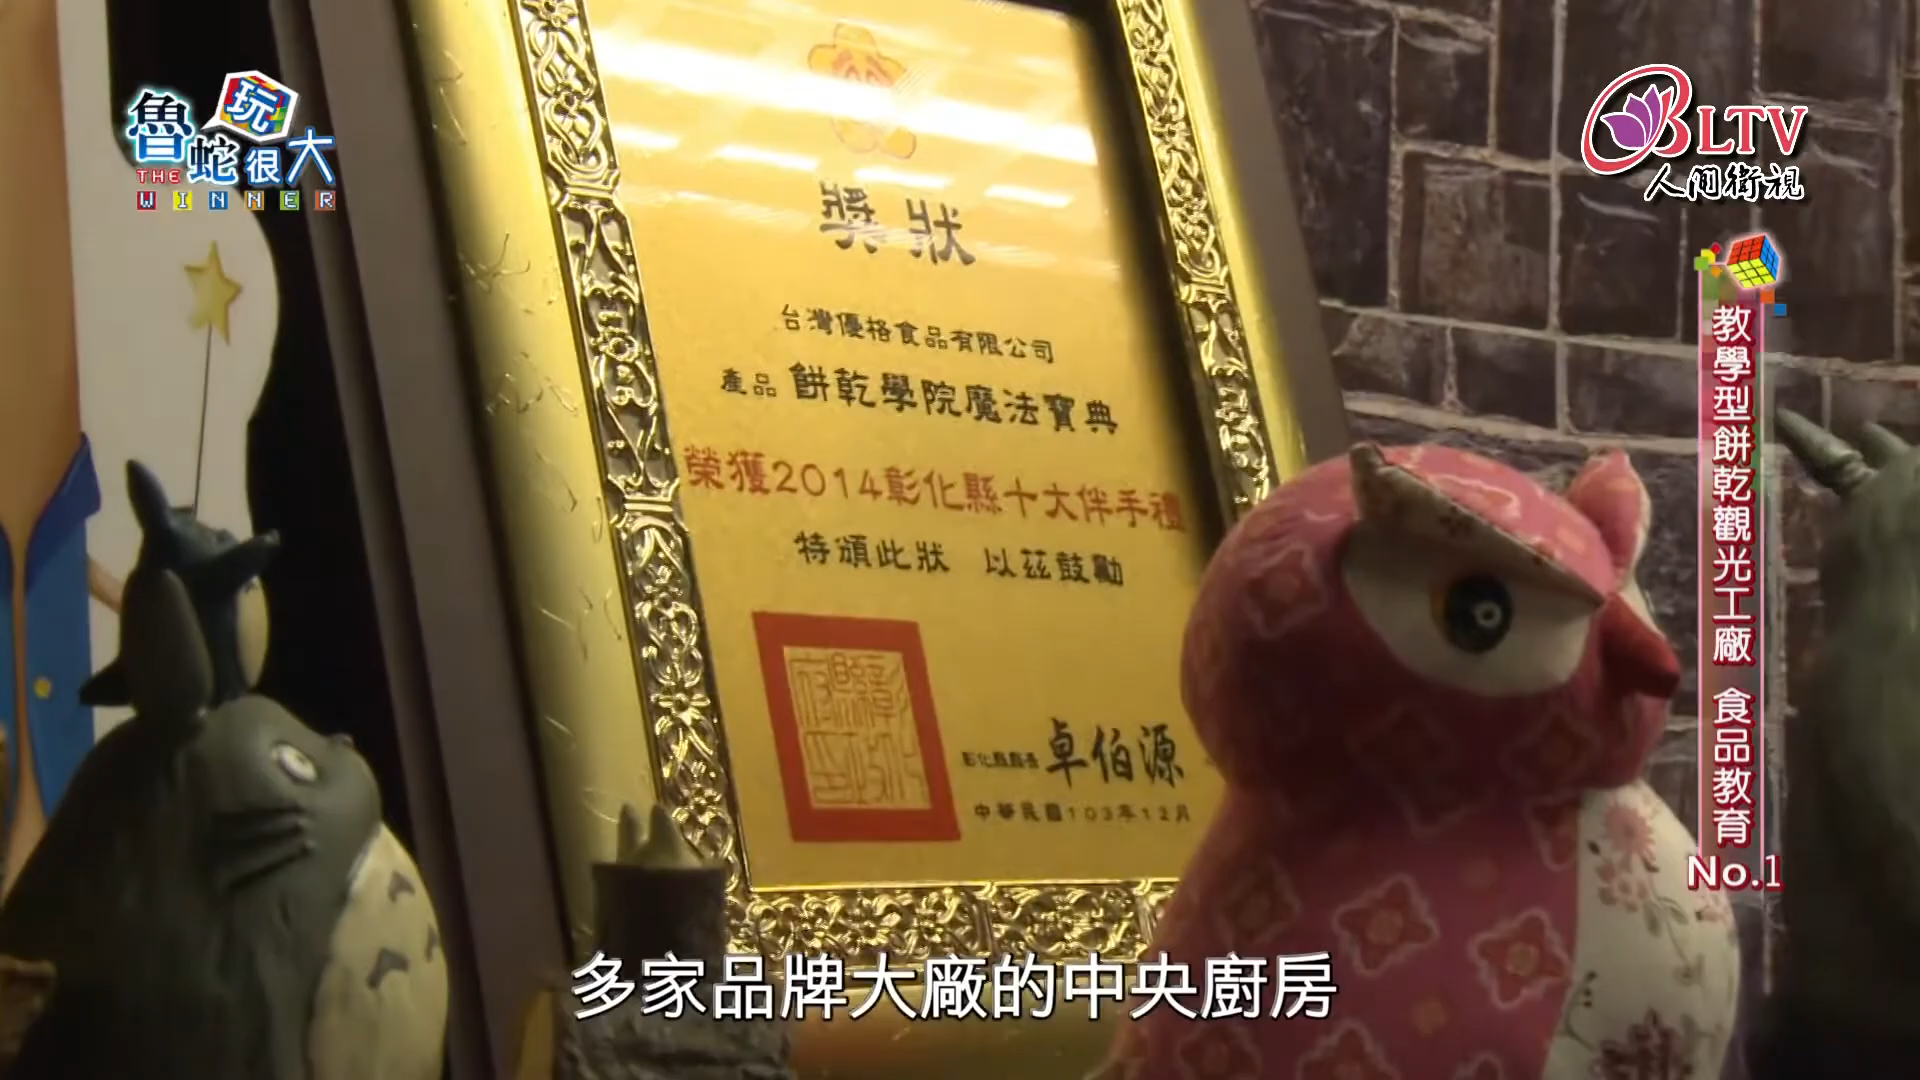 魯蛇玩很大
THE
WINNER
BLTV
人間衛視
獎狀
台灣優格食品有限公司
產品 餅乾學院魔法寶典
榮獲2014彰化縣十大伴手禮
特頒此狀 以茲鼓勵
彰化縣縣長 卓伯源
中華民國103年12月
教學型餅乾觀光工廠 食品教育
No.1
多家品牌大廠的中央廚房